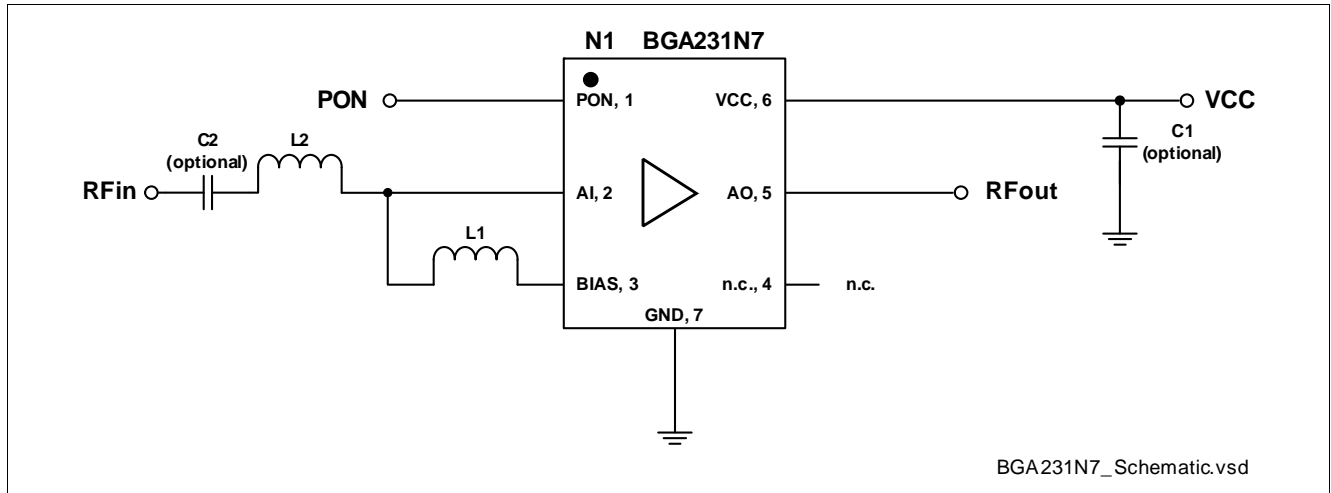 N1 BGA231N7
PON
PON, 1
VCC, 6
VCC
C2
(optional)
L2
C1
(optional)
RFin
AI, 2
AO, 5
RFout
L1
BIAS, 3
n.c., 4
n.c.
GND, 7
BGA231N7_Schematic.vsd